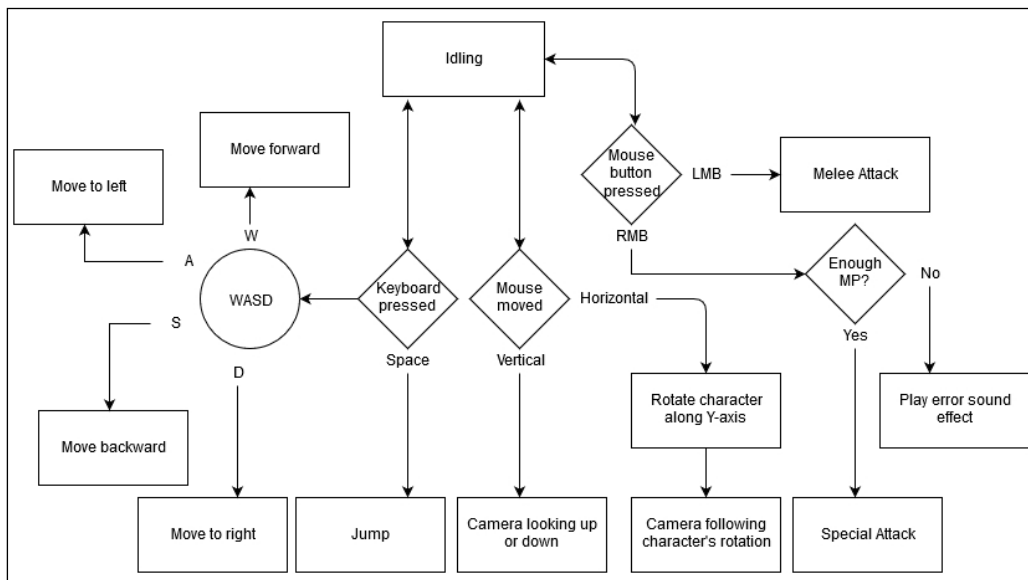 Idling
Move forward
Move to left
Mouse
button
pressed
LMB
Melee Attack
W
RMB
A
WASD
Keyboard
pressed
Mouse
moved
Horizontal
Enough
MP?
No
S
D
Space
Vertical
Yes
Move backward
Rotate character
along Y-axis
Play error sound
effect
Move to right
Jump
Camera looking up
or down
Camera following
character's rotation
Special Attack